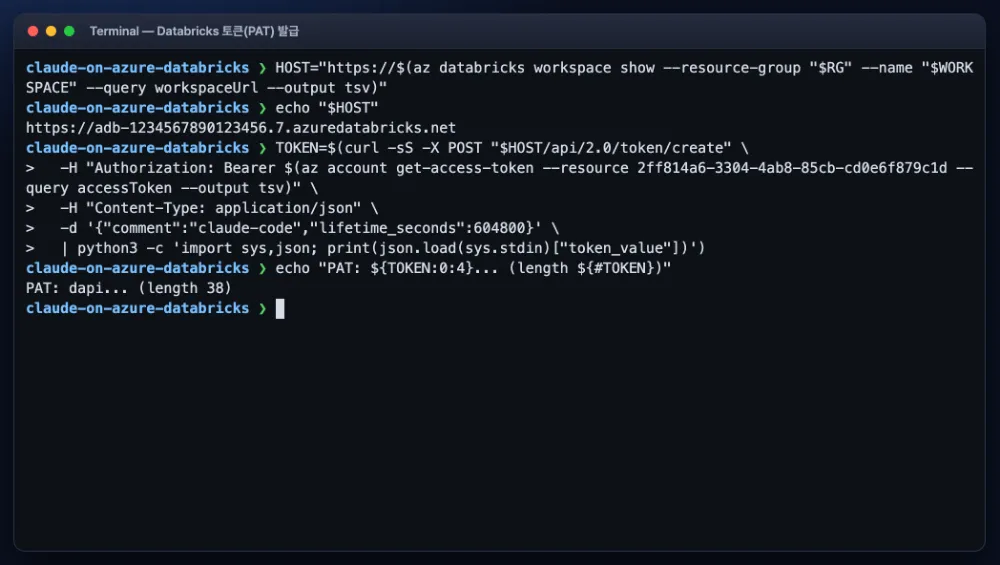 Terminal — Databricks 토큰(PAT) 발급
claude-on-azure-databricks ❯ HOST="https://$(az databricks workspace show --resource-group "$RG" --name "$WORK
SPACE" --query workspaceUrl --output tsv)"
claude-on-azure-databricks ❯ echo "$HOST"
https://adb-1234567890123456.7.azuredatabricks.net
claude-on-azure-databricks ❯ TOKEN=$(curl -sS -X POST "$HOST/api/2.0/token/create" \
>   -H "Authorization: Bearer $(az account get-access-token --resource 2ff814a6-3304-4ab8-85cb-cd0e6f879c1d --
query accessToken --output tsv)" \
>   -H "Content-Type: application/json" \
>   -d '{"comment":"claude-code","lifetime_seconds":604800}' \
>   | python3 -c 'import sys,json; print(json.load(sys.stdin)["token_value"])')
claude-on-azure-databricks ❯ echo "PAT: ${TOKEN:0:4}... (length ${#TOKEN})"
PAT: dapi... (length 38)
claude-on-azure-databricks ❯